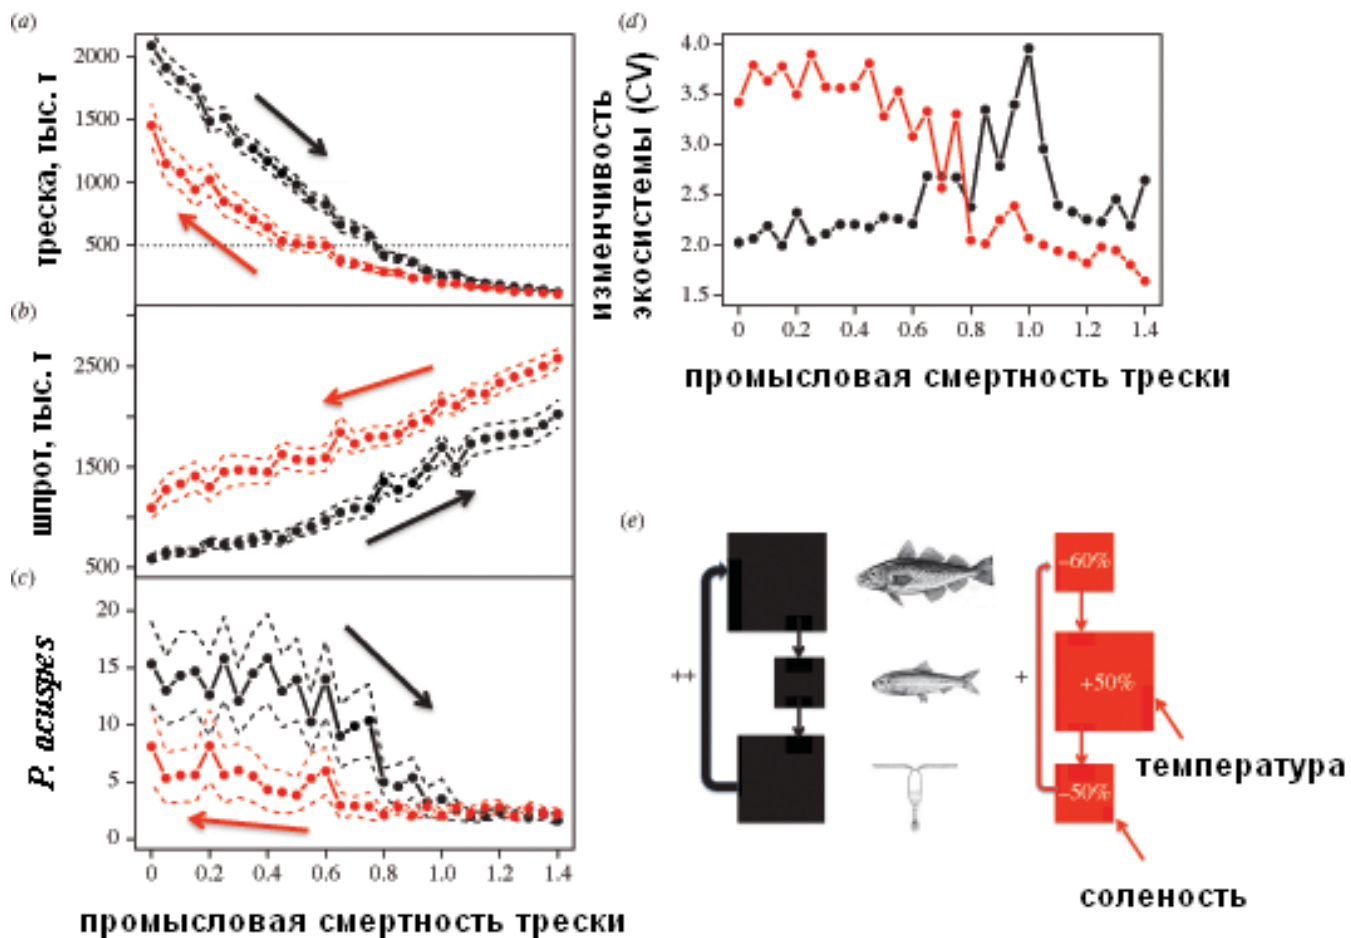 (a)
треска, тыс. т
2000
1500
1000
500
(b)
шпрот, тыс. т
2500
1500
500
(c)
P. acuspes
20
15
10
5
0
0 0.2 0.4 0.6 0.8 1.0 1.2 1.4
промысловая смертность трески
(d)
изменчивость
экосистемы (CV)
4.0
3.5
3.0
2.5
2.0
1.5
0 0.2 0.4 0.6 0.8 1.0 1.2 1.4
промысловая смертность трески
(e)
++
+
–60%
+50%
–50%
температура
соленость